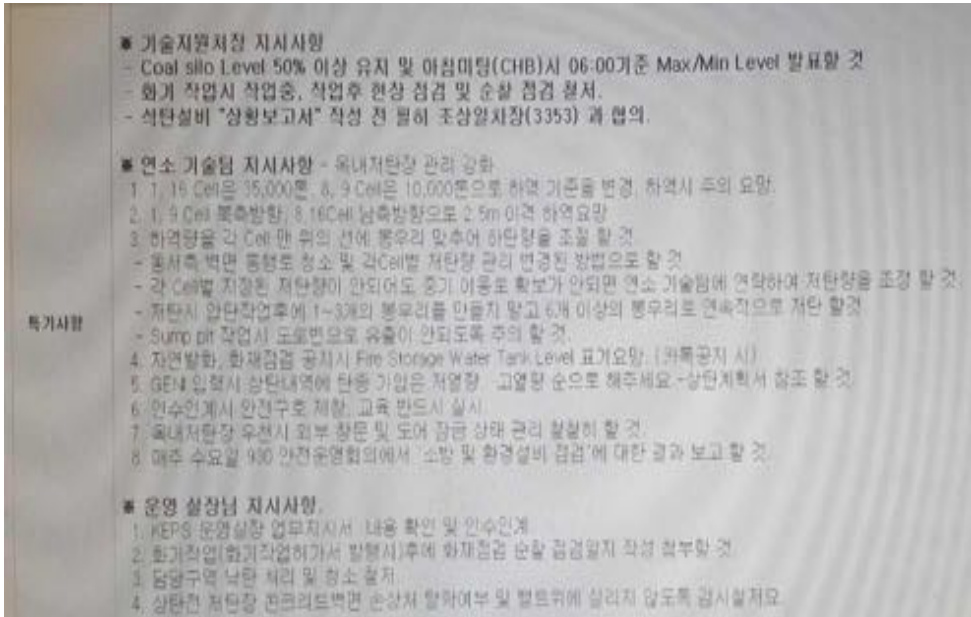 ※ 기술지원처장 지시사항
- Coal silo Level 50% 이상 유지 및 아침미팅(CHB)시 06:00기준 Max/Min Level 발표할 것
- 화기 작업시 작업중, 작업후 현상 점검 및 순찰 점검 철저.
- 석탄설비 "상황보고서" 작성 전 필히 조상일차장(3353) 과 협의.
※ 연소 기술팀 지시사항 - 옥내저탄장 관리 강화
1. 1, 16 Cell은 35,000톤, 8, 9 Cell은 10,000톤으로 하역 기준을 변경. 하역시 주의 요망.
2. 1, 9 Cell 북측방향, 8,16Cell 남측방향으로 2.5m 이격 하역요망
3. 하역량을 각 Cell 맨 위의 선에 봉우리 맞추어 하탄량을 조절 할 것
- 동서측 벽면 통행로 청소 및 각Cell별 저탄량 관리 변경된 방법으로 할 것
- 각 Cell별 지정된 저탄량이 안되어도 중기 이동로 확보가 안되면 연소 기술팀에 연락하여 저탄량을 조정 할 것.
- 저탄시 압탄작업후에 1~3개의 봉우리를 만들지 말고 6개 이상의 봉우리로 연속적으로 저탄 할것.
- Sump pit 작업시 도로변으로 유출이 안되도록 주의 할 것.
4. 자연발화, 화재점검 공지시 Fire Storage Water Tank Level 표기요망. (카톡공지 시)
5. GENi 입력시 상탄내역에 탄종 기입은 저열량 - 고열량 순으로 해주세요.-상탄계획서 참조 할 것.
6. 인수인계시 안전구호 제창, 교육 반드시 실시.
7. 옥내저탄장 우천시 외부 창문 및 도어 잠금 상태 관리 철저히 할 것.
8. 매주 수요일 930 안전운영회의에서 '소방 및 환경설비 점검'에 대한 결과 보고 할 것.
특기사항
※ 운영 실장님 지시사항.
1. KEPS 운영실장 업무지시서 내용 확인 및 인수인계
2. 화기작업(화기작업허가서 발행시)후에 화재점검 순찰 점검일지 작성 첨부할 것.
3. 담당구역 낙탄 처리 및 청소 철저
4. 상탄전 저탄장 콘크리트벽면 손상처 탈락여부 및 벨트위에 실리지 않도록 감시철저요.